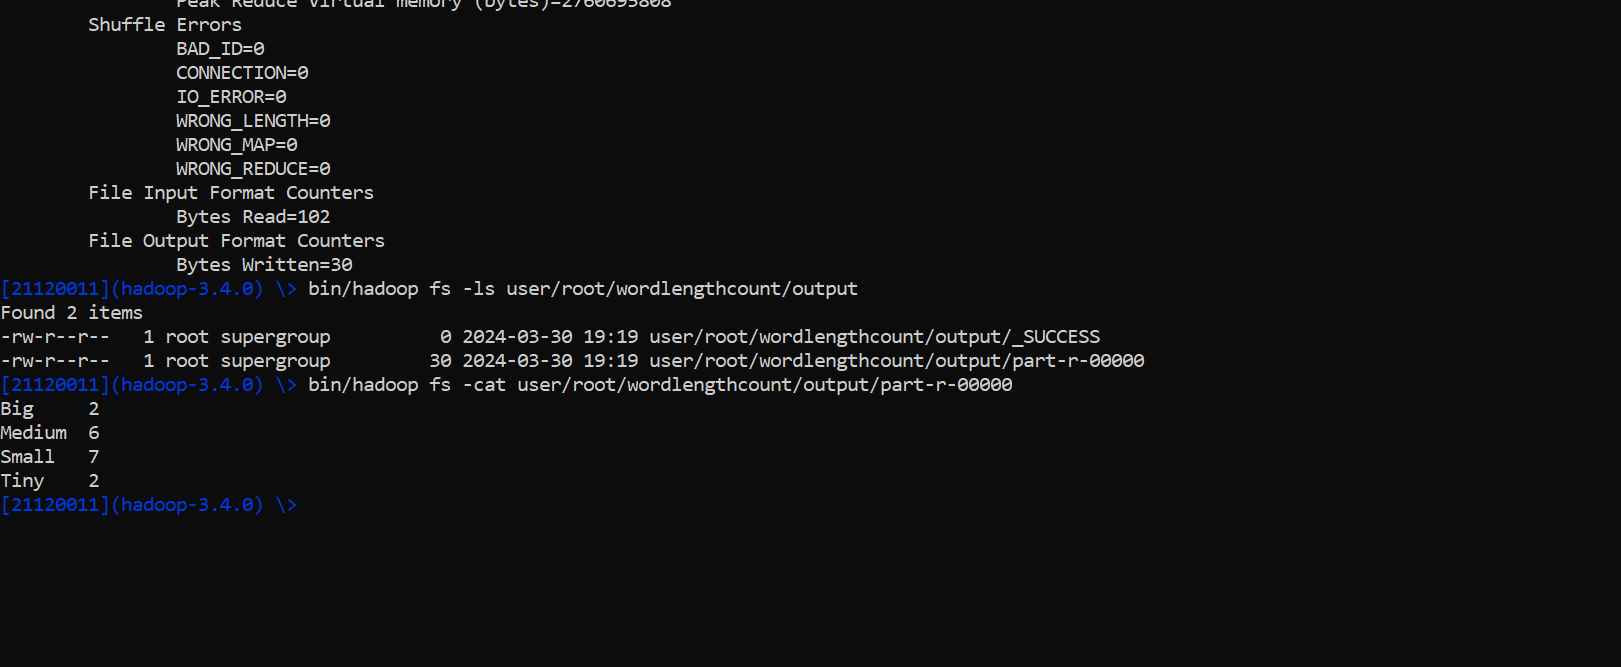 Peak Reduce Virtual memory (bytes)=2760695808
Shuffle Errors
BAD_ID=0
CONNECTION=0
IO_ERROR=0
WRONG_LENGTH=0
WRONG_MAP=0
WRONG_REDUCE=0
File Input Format Counters
Bytes Read=102
File Output Format Counters
Bytes Written=30
[21120011](hadoop-3.4.0) \> bin/hadoop fs -ls user/root/wordlengthcount/output
Found 2 items
-rw-r--r--   1 root supergroup          0 2024-03-30 19:19 user/root/wordlengthcount/output/_SUCCESS
-rw-r--r--   1 root supergroup         30 2024-03-30 19:19 user/root/wordlengthcount/output/part-r-00000
[21120011](hadoop-3.4.0) \> bin/hadoop fs -cat user/root/wordlengthcount/output/part-r-00000
Big     2
Medium  6
Small   7
Tiny    2
[21120011](hadoop-3.4.0) \>